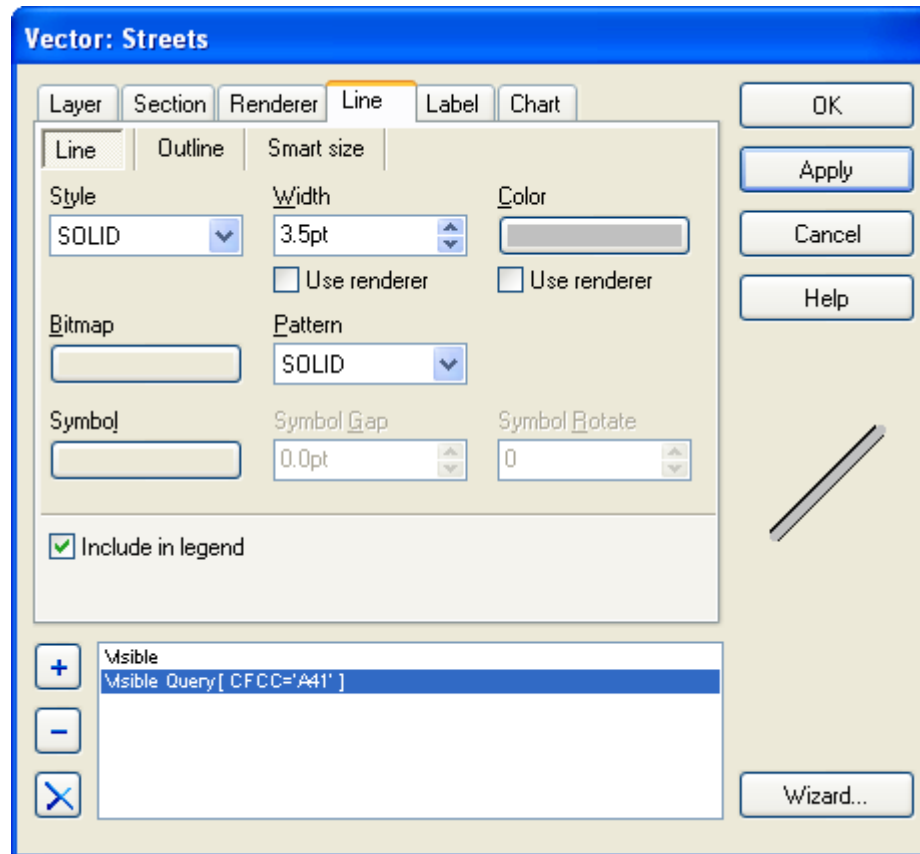 Vector: Streets
Layer Section Renderer Line Label Chart
Line Outline Smart size
Style Width Color
SOLID 3.5pt
Use renderer Use renderer
Bitmap Pattern
SOLID
Symbol Symbol Gap Symbol Rotate
0.0pt 0
Include in legend
Visible
Visible Query[ CFCC='A41' ]
OK
Apply
Cancel
Help
Wizard...